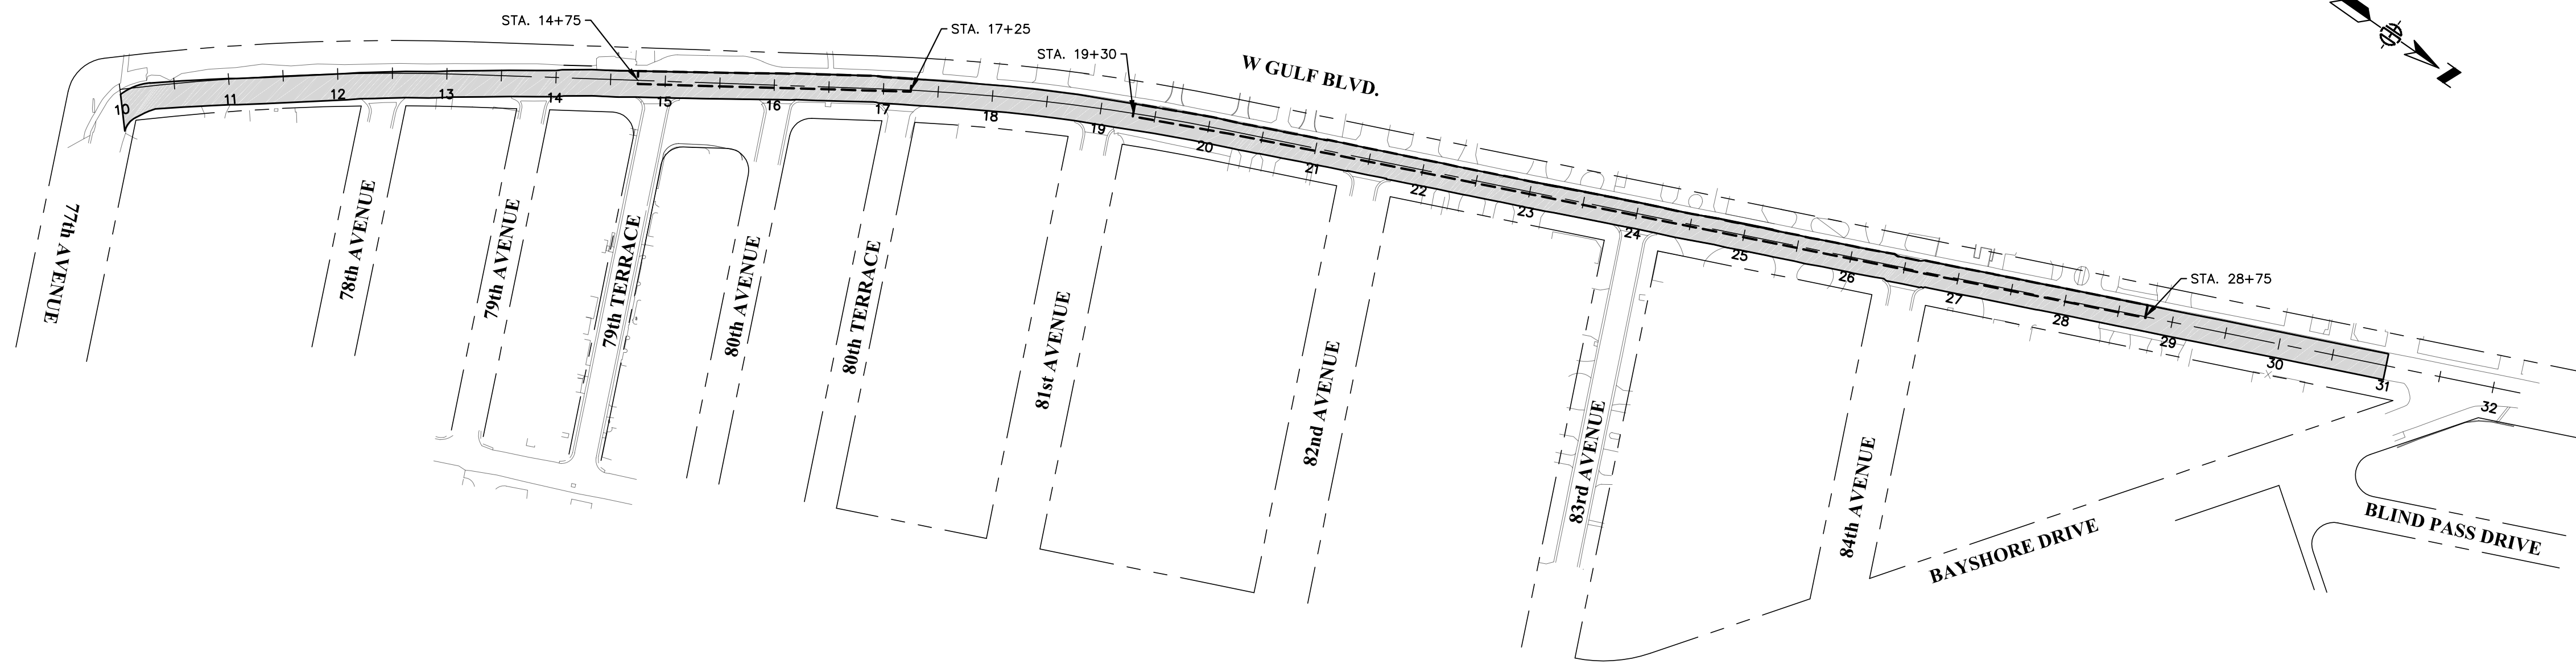 STA. 14+75
STA. 17+25
STA. 19+30
W GULF BLVD.
STA. 28+75
10
11
12
13
14
15
16
17
18
19
20
21
22
23
24
25
26
27
28
29
30
31
32
77th AVENUE
78th AVENUE
79th AVENUE
79th TERRACE
80th AVENUE
80th TERRACE
81st AVENUE
82nd AVENUE
83rd AVENUE
84th AVENUE
BAYSHORE DRIVE
BLIND PASS DRIVE
N